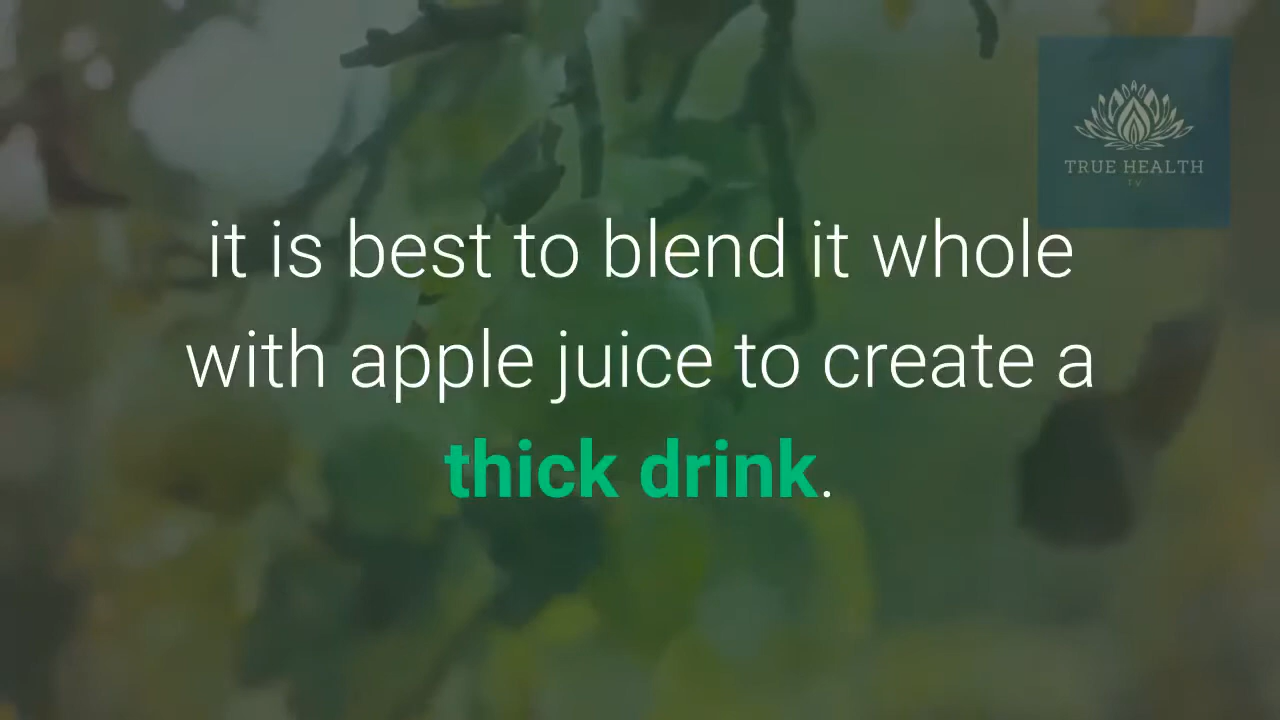 TRUE HEALTH
TV
it is best to blend it whole
with apple juice to create a
thick drink.